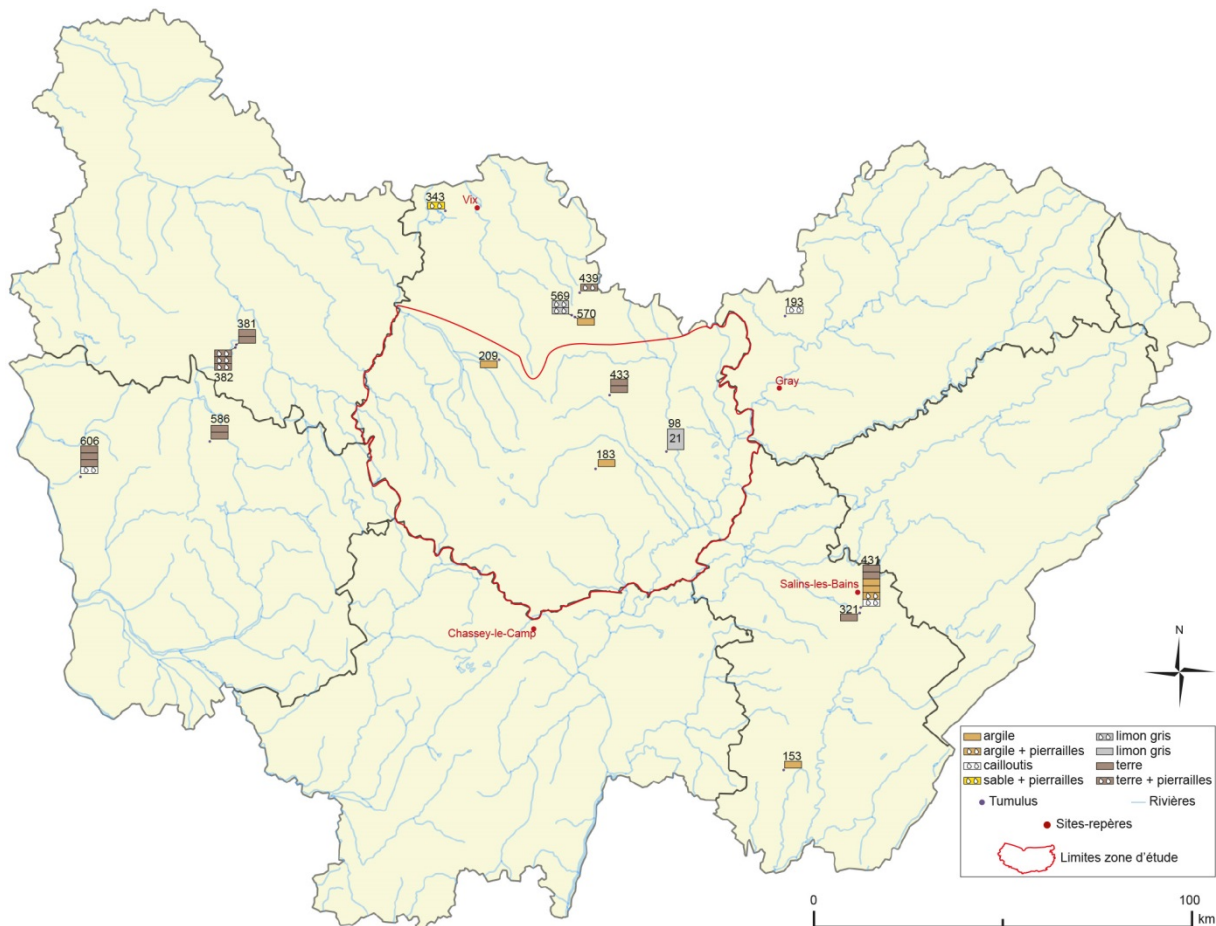 343
Vix
439
569
570
193
381
382
209
433
Gray
586
606
98
21
183
431
Salins-les-Bains
321
Chassey-le-Camp
153
N
argile
limon gris
argile + pierrailles
limon gris
cailloutis
terre
sable + pierrailles
terre + pierrailles
Tumulus
Rivières
Sites-repères
Limites zone d'étude
0
100
km